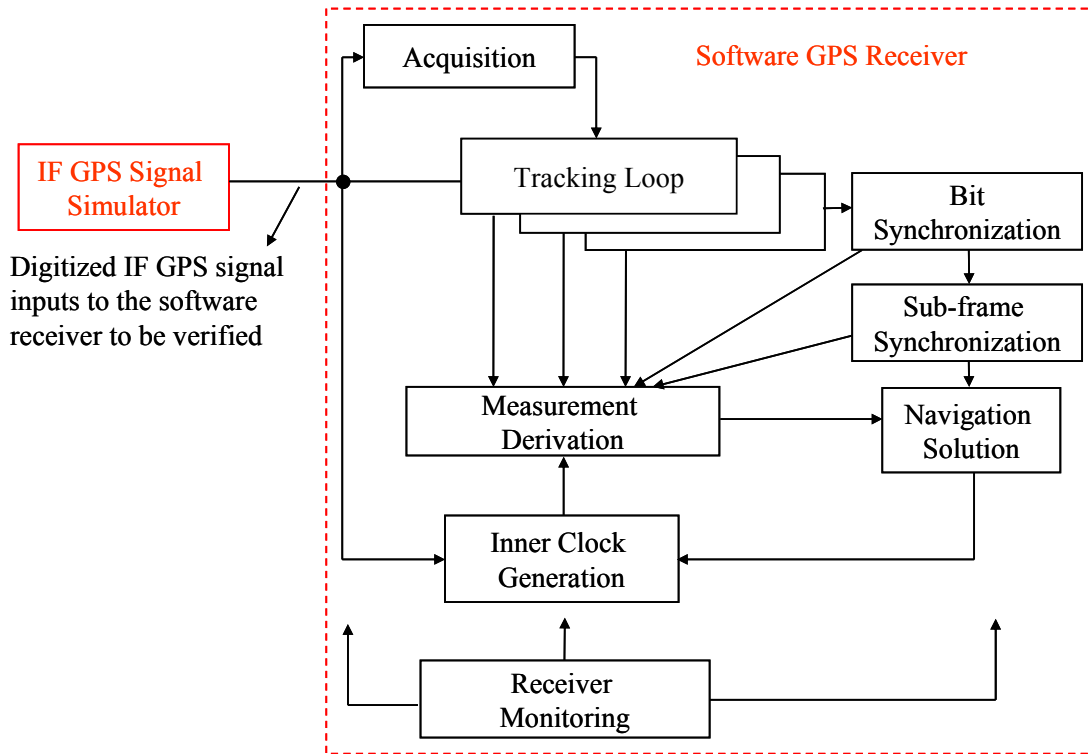 Acquisition
Software GPS Receiver
IF GPS Signal
Simulator
Tracking Loop
Bit
Synchronization
Digitized IF GPS signal
inputs to the software
receiver to be verified
Sub-frame
Synchronization
Measurement
Derivation
Navigation
Solution
Inner Clock
Generation
Receiver
Monitoring